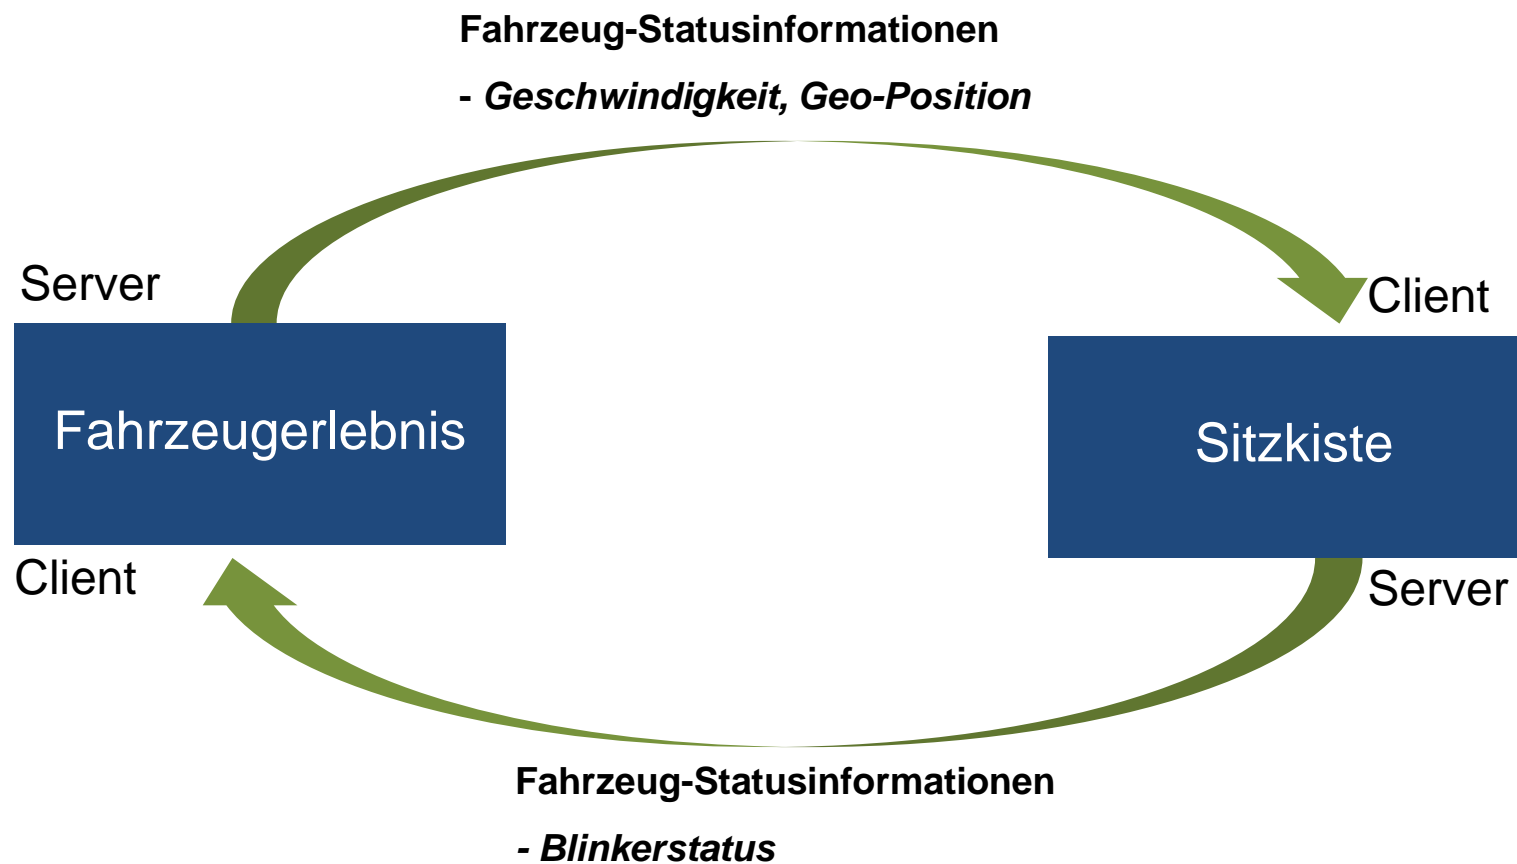 Fahrzeug-Statusinformationen
- Geschwindigkeit, Geo-Position
Server
Client
Fahrzeugerlebnis
Sitzkiste
Client
Server
Fahrzeug-Statusinformationen
- Blinkerstatus